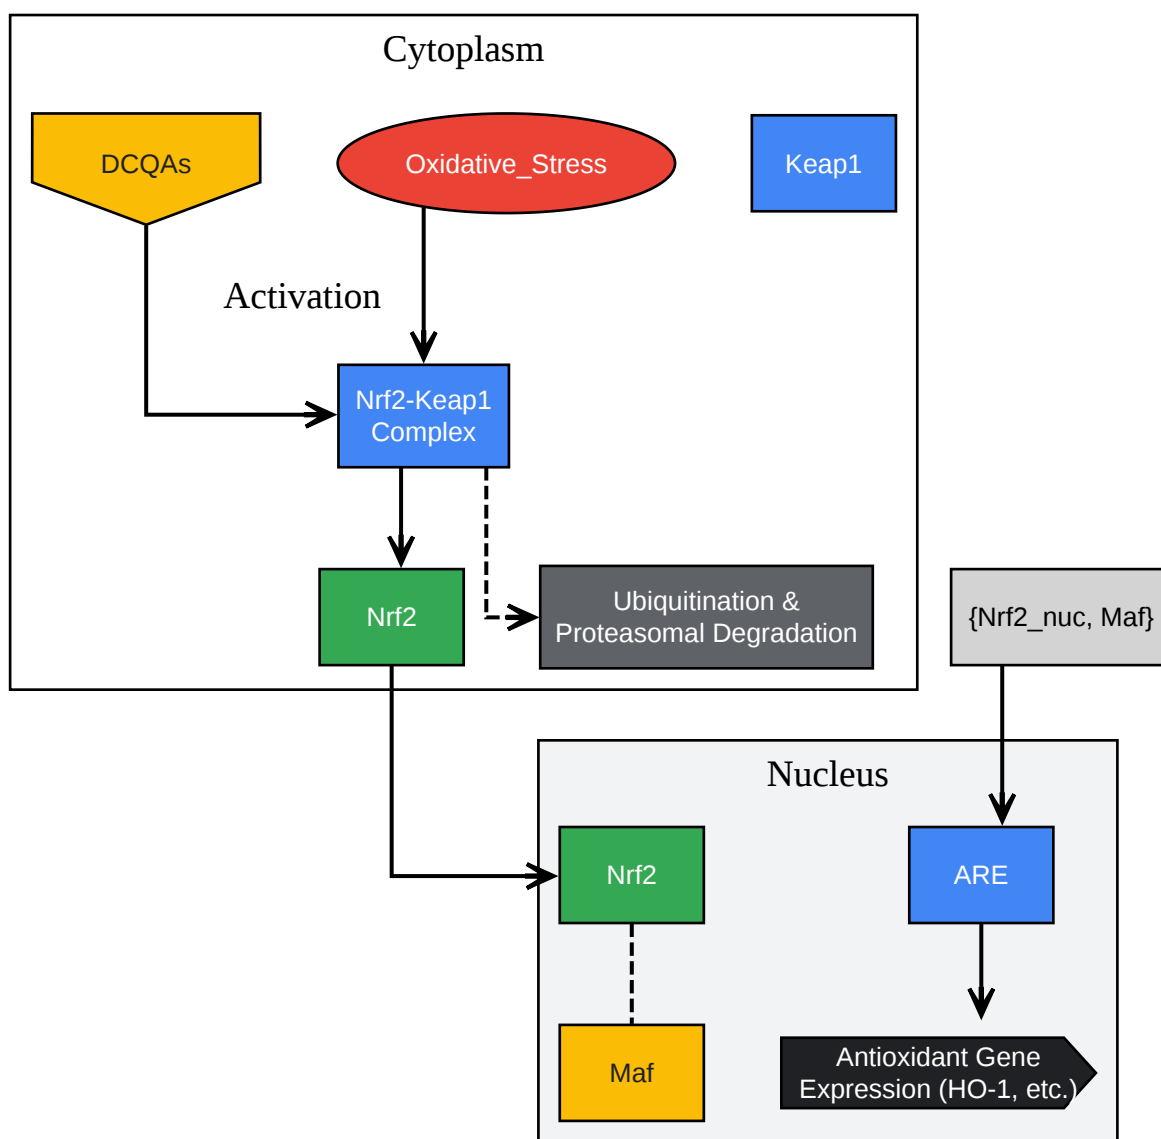 Cytoplasm
DCQAs
Oxidative_Stress
Keap1
Activation
Nrf2-Keap1
Complex
Nrf2
Ubiquitination &
Proteasomal Degradation
{Nrf2_nuc, Maf}
Nucleus
Nrf2
ARE
Maf
Antioxidant Gene
Expression (HO-1, etc.)